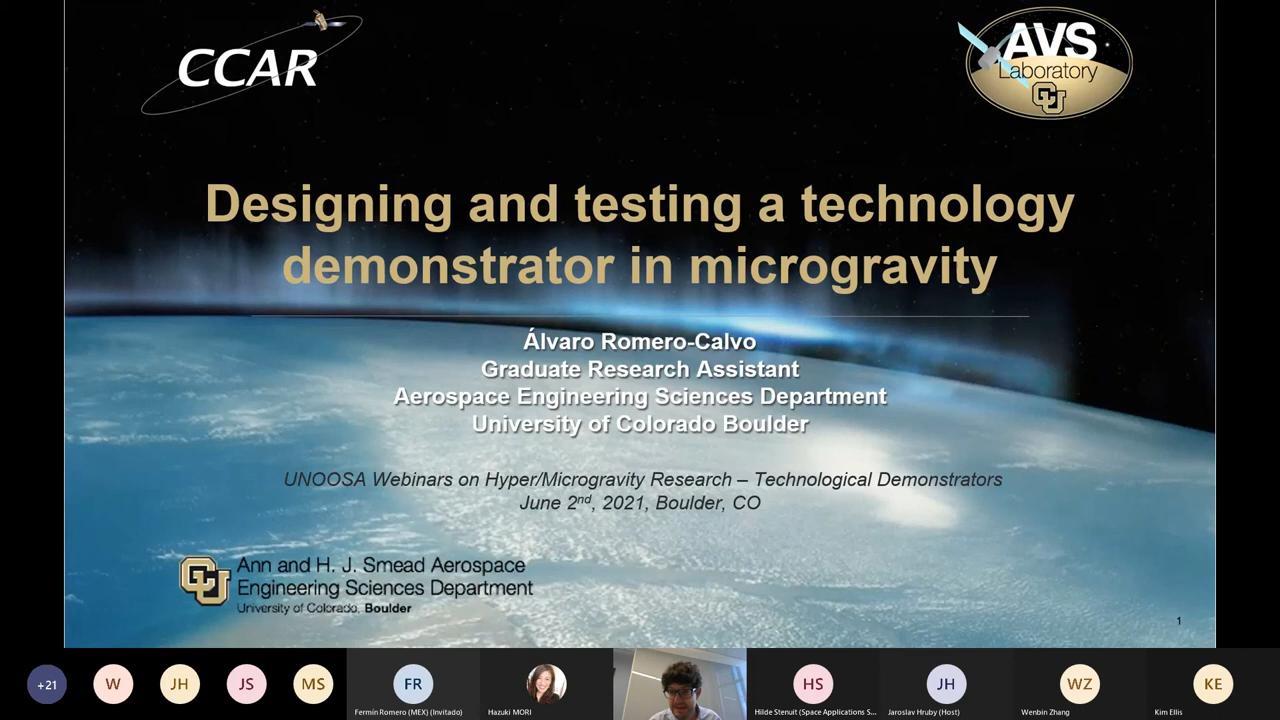 CCAR
AVS
Laboratory
CU
Designing and testing a technology
demonstrator in microgravity
Álvaro Romero-Calvo
Graduate Research Assistant
Aerospace Engineering Sciences Department
University of Colorado Boulder
UNOOSA Webinars on Hyper/Microgravity Research – Technological Demonstrators
June 2nd, 2021, Boulder, CO
CU
Ann and H. J. Smead Aerospace
Engineering Sciences Department
University of Colorado, Boulder
1
+21
W
JH
JS
MS
FR
Fermín Romero (MEX) (Invitado)
Hazuki MORI
HS
Hilde Stenuit (Space Applications S...
JH
Jaroslav Hruby (Host)
WZ
Wenbin Zhang
KE
Kim Ellis